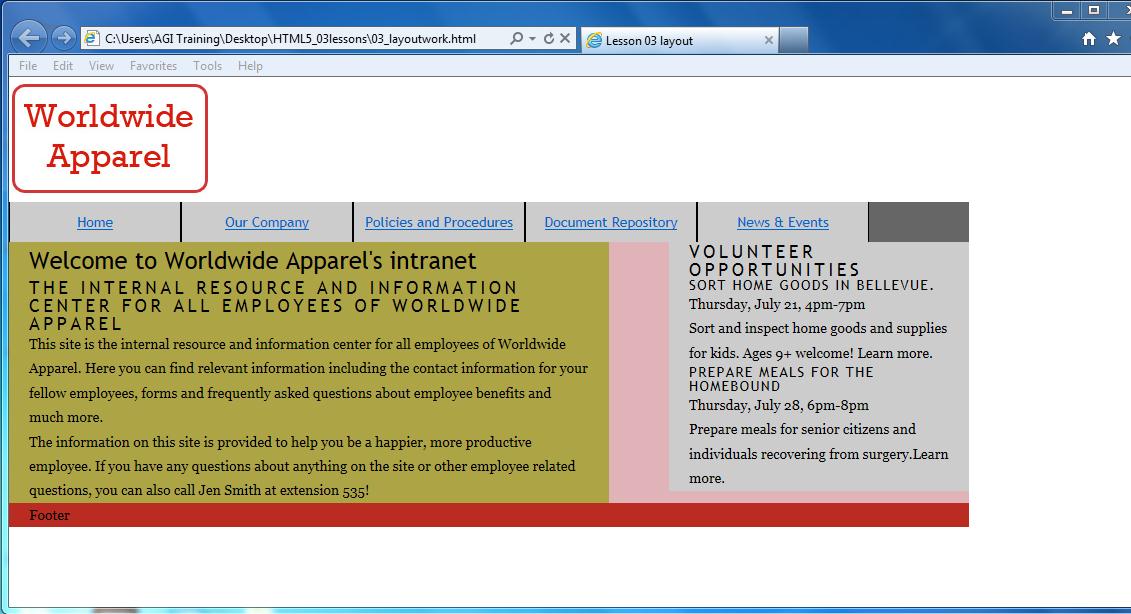 C:\Users\AGI Training\Desktop\HTML5_03lessons\03_layoutwork.html
Lesson 03 layout
File Edit View Favorites Tools Help
Worldwide
Apparel
Home Our Company Policies and Procedures Document Repository News & Events
Welcome to Worldwide Apparel's intranet
THE INTERNAL RESOURCE AND INFORMATION
CENTER FOR ALL EMPLOYEES OF WORLDWIDE
APPAREL
This site is the internal resource and information center for all employees of Worldwide
Apparel. Here you can find relevant information including the contact information for your
fellow employees, forms and frequently asked questions about employee benefits and
much more.
The information on this site is provided to help you be a happier, more productive
employee. If you have any questions about anything on the site or other employee related
questions, you can also call Jen Smith at extension 535!
VOLUNTEER
OPPORTUNITIES
SORT HOME GOODS IN BELLEVUE.
Thursday, July 21, 4pm-7pm
Sort and inspect home goods and supplies
for kids. Ages 9+ welcome! Learn more.
PREPARE MEALS FOR THE
HOMEBOUND
Thursday, July 28, 6pm-8pm
Prepare meals for senior citizens and
individuals recovering from surgery.Learn
more.
Footer